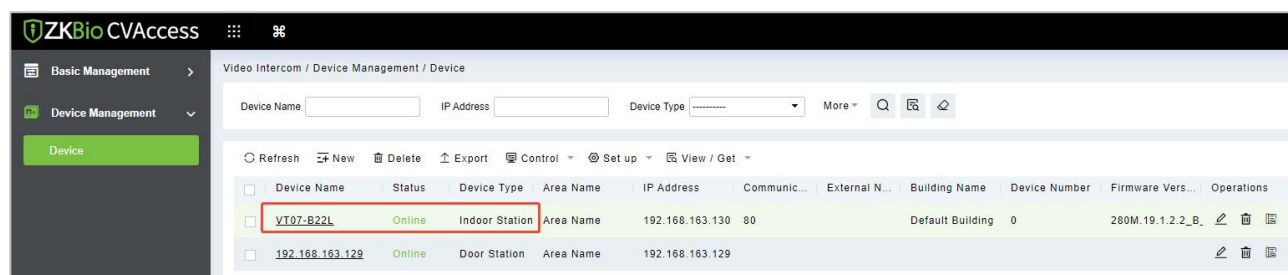 ZKBio CVAccess
Basic Management
Device Management
Device
Video Intercom / Device Management / Device
Device Name IP Address Device Type ---------- More
Refresh New Delete Export Control Set up View / Get
Device Name Status Device Type Area Name IP Address Communic... External N... Building Name Device Number Firmware Vers... Operations
VT07-B22L Online Indoor Station Area Name 192.168.163.130 80 Default Building 0 280M.19.1.2.2_B_
192.168.163.129 Online Door Station Area Name 192.168.163.129